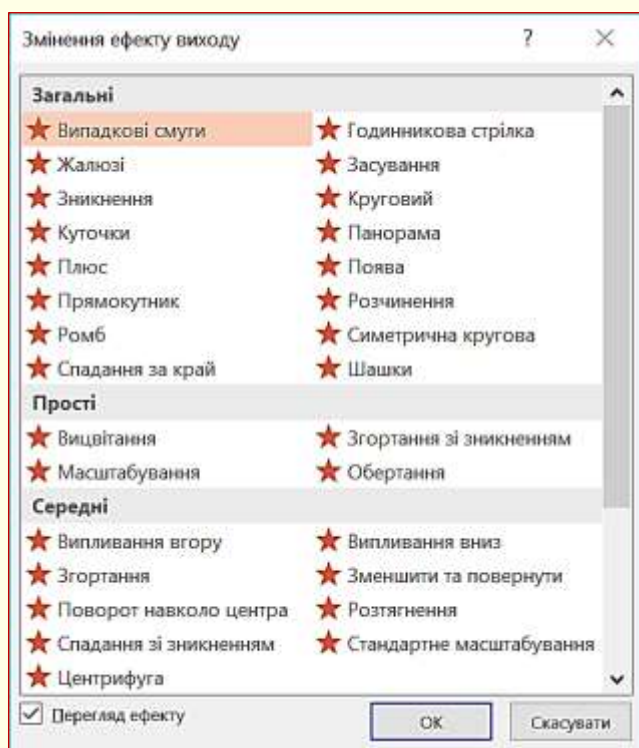 Змінення ефекту виходу ? ×
Загальні
Випадкові смуги Годинникова стрілка
Жалюзі Засування
Зникнення Круговий
Куточки Панорама
Плюс Поява
Прямокутник Розчинення
Ромб Симетрична кругова
Спадання за край Шашки
Прості
Вицвітання Згортання зі зникненням
Масштабування Обертання
Середні
Випливання вгору Випливання вниз
Згортання Зменшити та повернути
Поворот навколо центра Розтягнення
Спадання зі зникненням Стандартне масштабування
Центрифуга
Перегляд ефекту ОК Скасувати